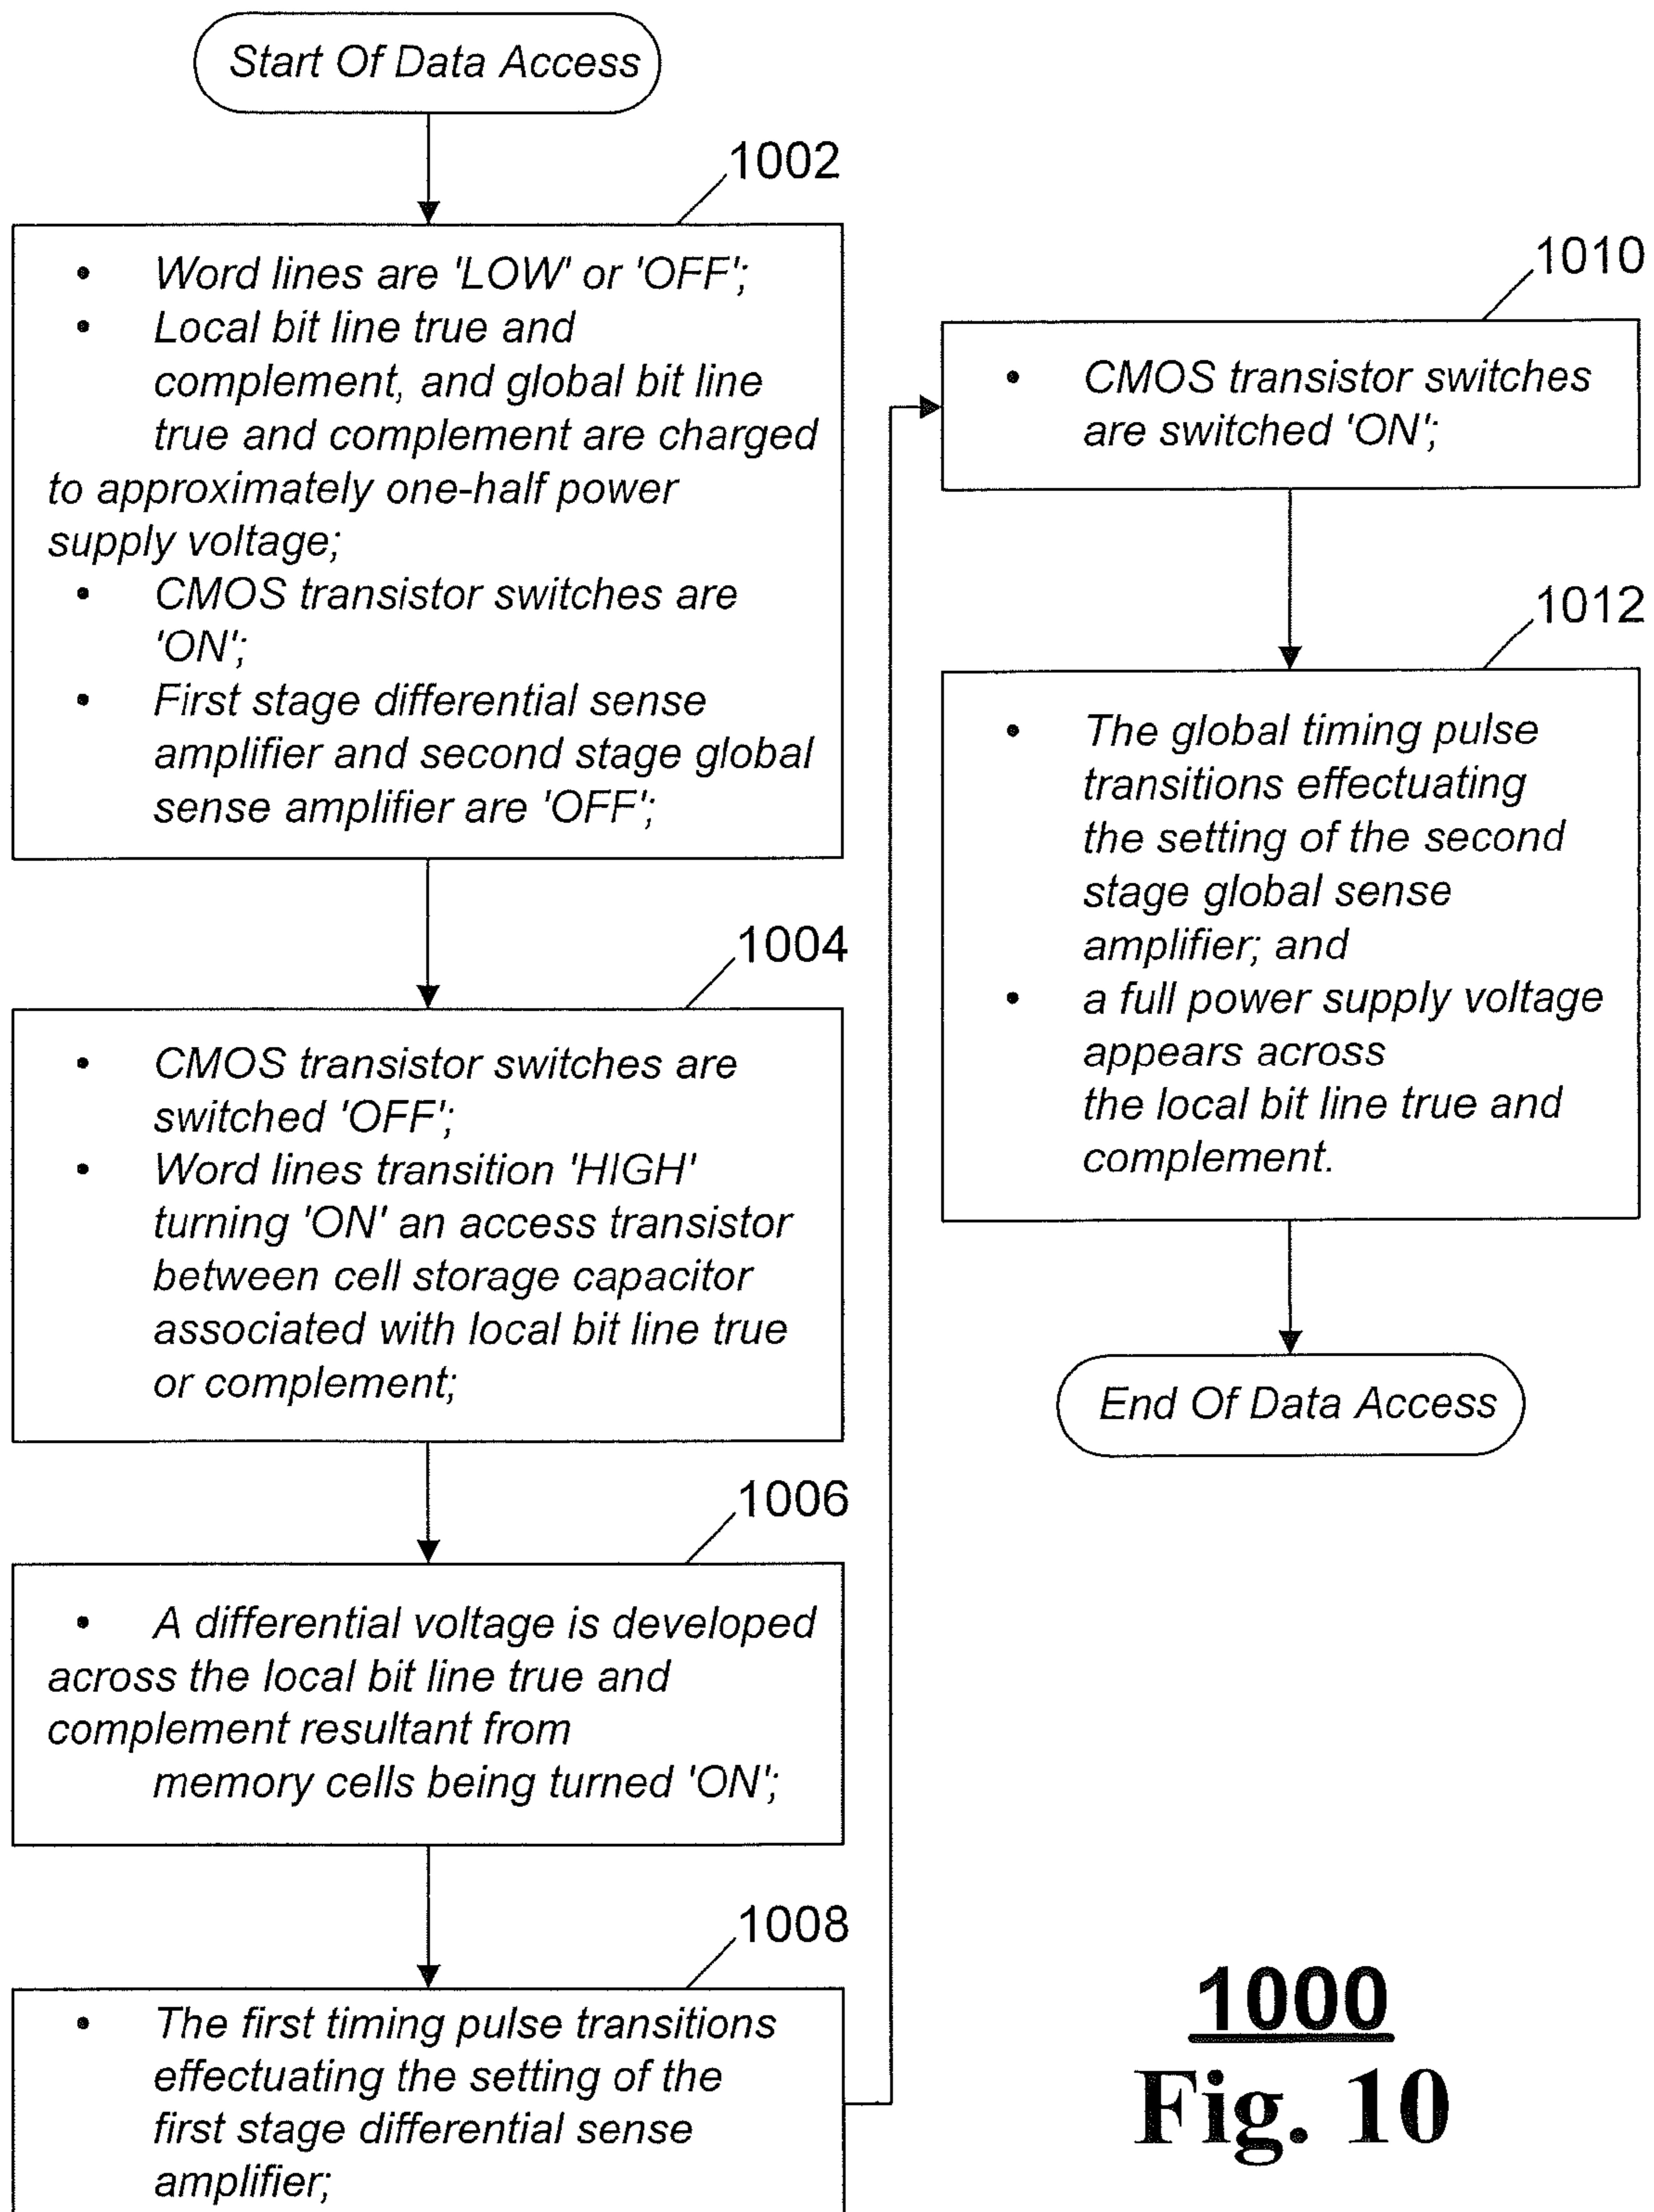 Start Of Data Access
1002
• Word lines are 'LOW' or 'OFF';
• Local bit line true and
complement, and global bit line
true and complement are charged
to approximately one-half power
supply voltage;
• CMOS transistor switches are
'ON';
• First stage differential sense
amplifier and second stage global
sense amplifier are 'OFF';
1004
• CMOS transistor switches are
switched 'OFF';
• Word lines transition 'HIGH'
turning 'ON' an access transistor
between cell storage capacitor
associated with local bit line true
or complement;
1006
• A differential voltage is developed
across the local bit line true and
complement resultant from
memory cells being turned 'ON';
1008
• The first timing pulse transitions
effectuating the setting of the
first stage differential sense
amplifier;
1010
• CMOS transistor switches
are switched 'ON';
1012
• The global timing pulse
transitions effectuating
the setting of the second
stage global sense
amplifier; and
• a full power supply voltage
appears across
the local bit line true and
complement.
End Of Data Access
1000
Fig. 10